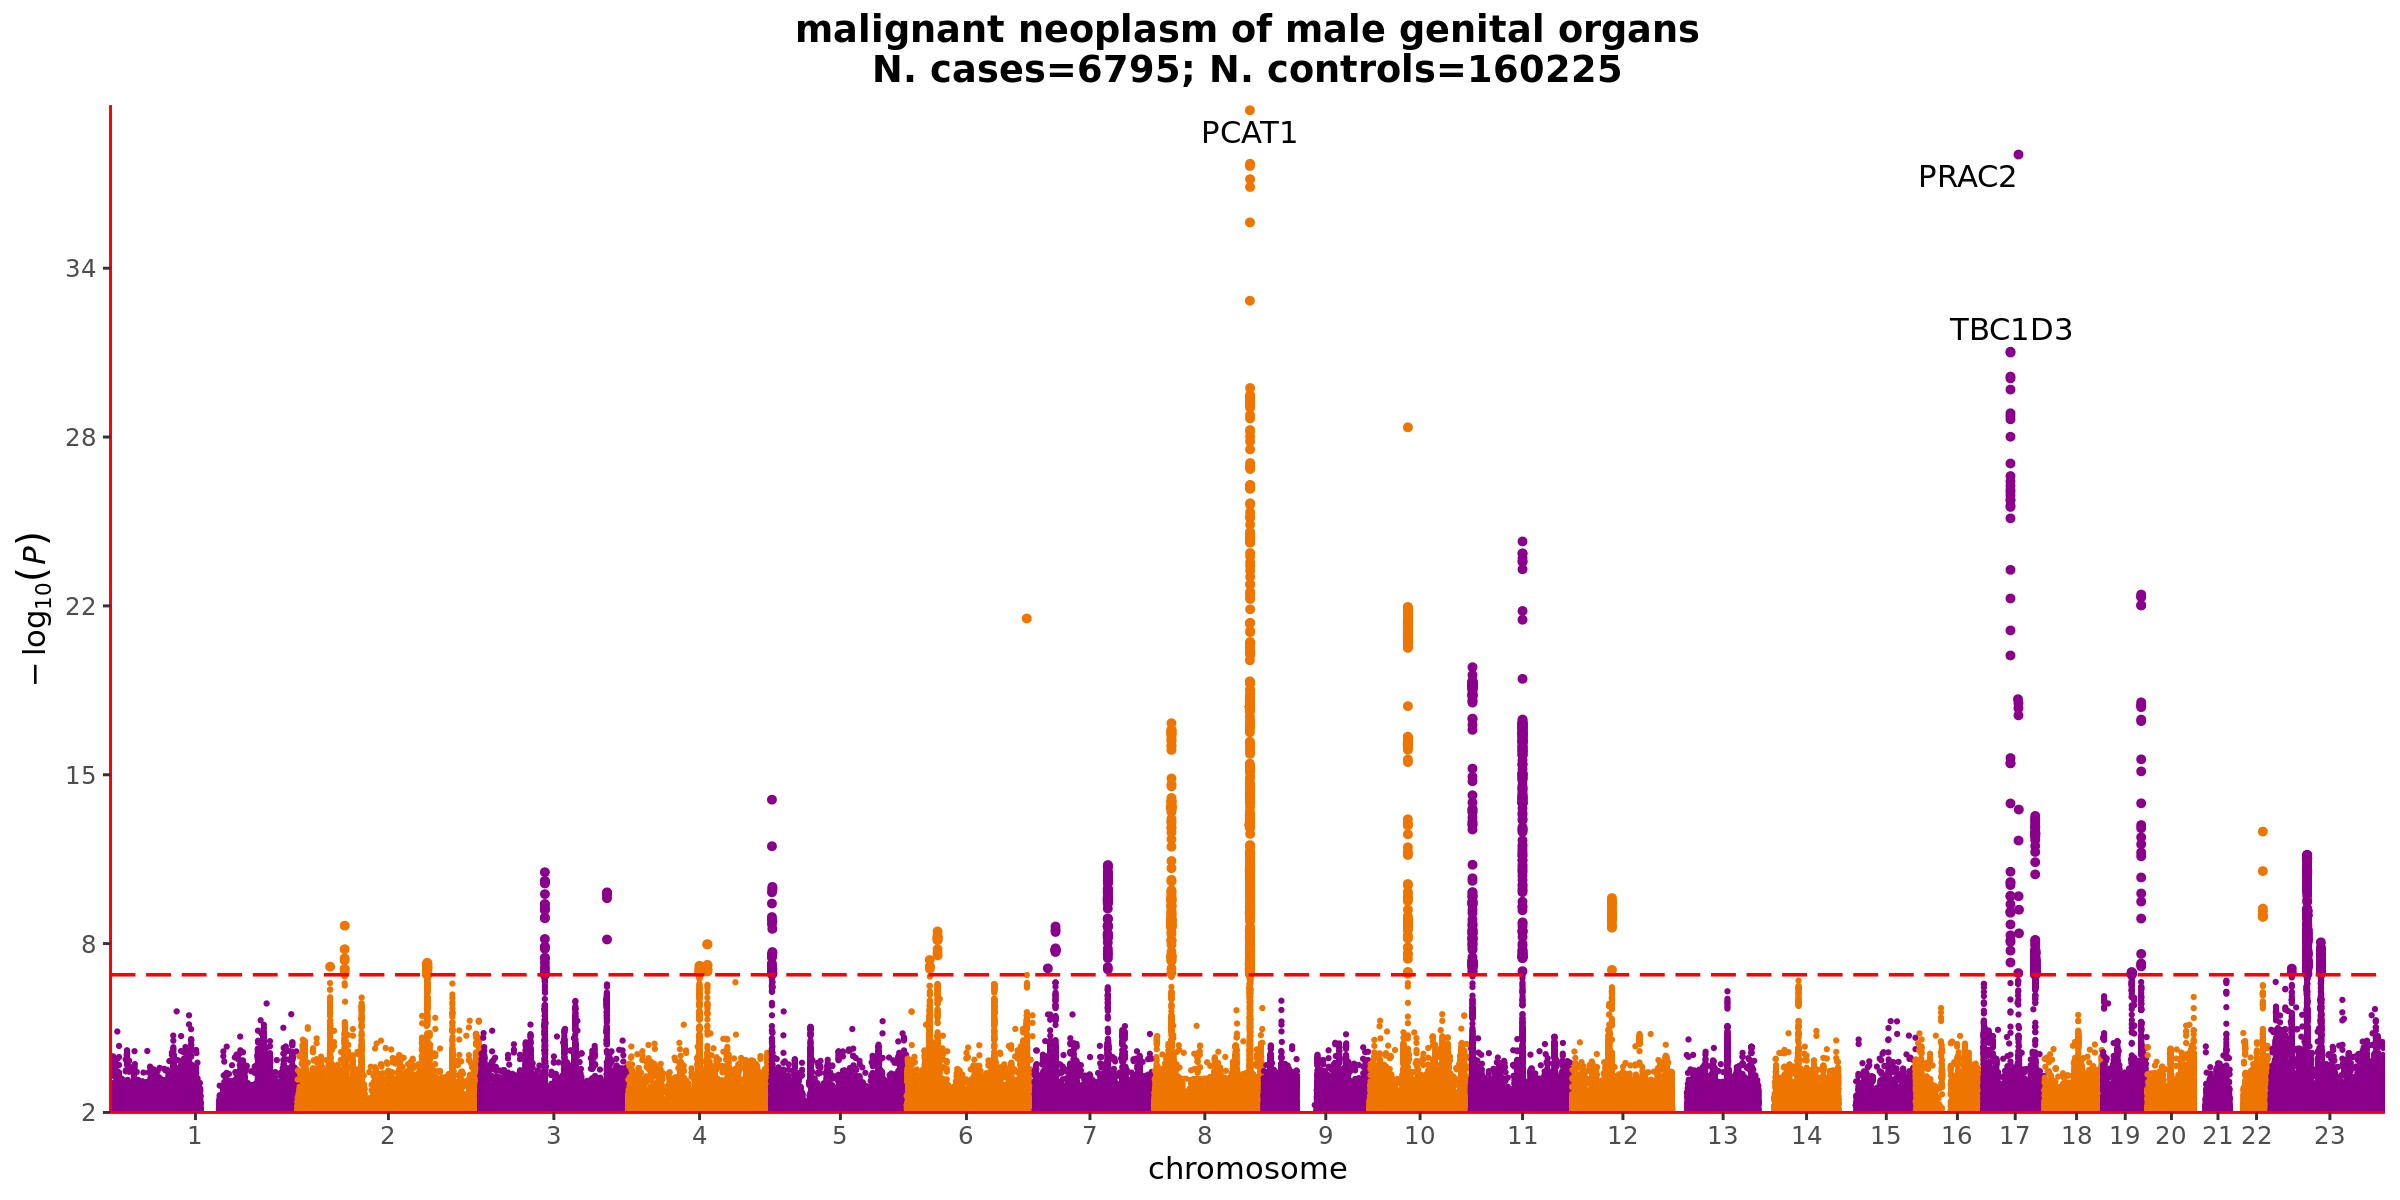 malignant neoplasm of male genital organs
N. cases=6795; N. controls=160225
PCAT1
PRAC2
TBC1D3
34
28
22
15
8
2
−log10(P)
1 2 3 4 5 6 7 8 9 10 11 12 13 14 15 16 17 18 19 20 21 22 23
chromosome